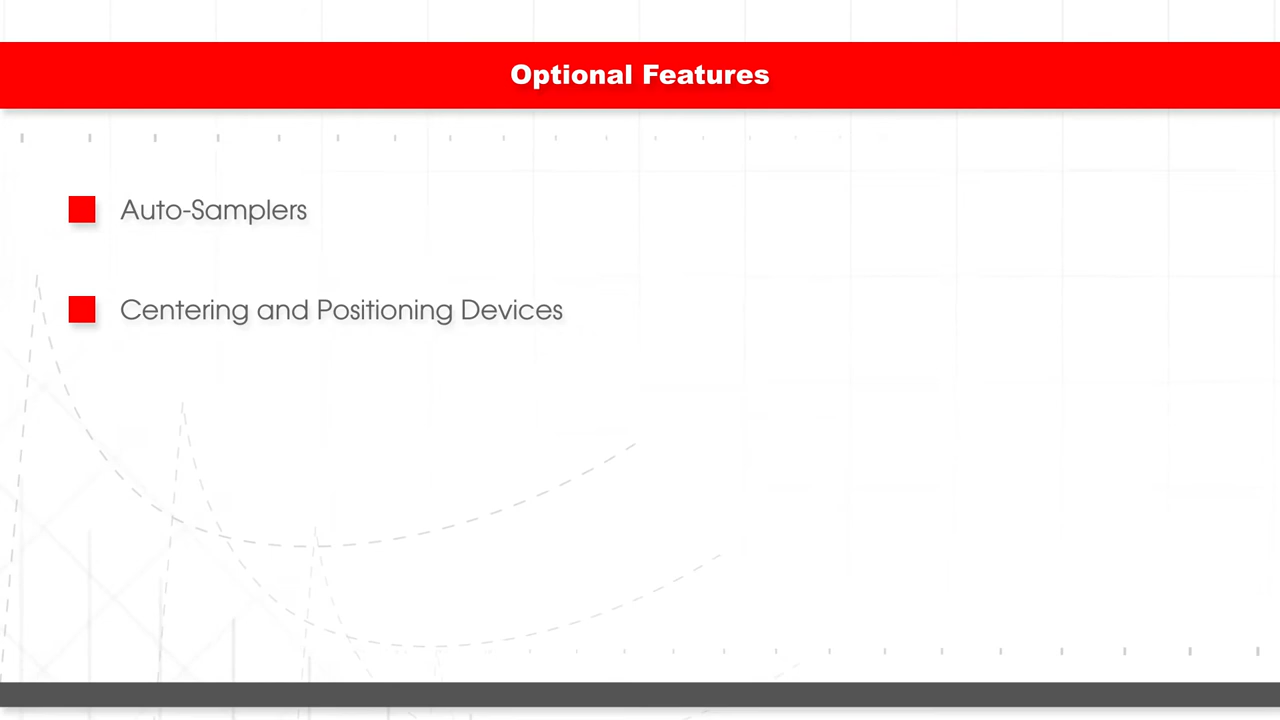 Optional Features
Auto-Samplers
Centering and Positioning Devices